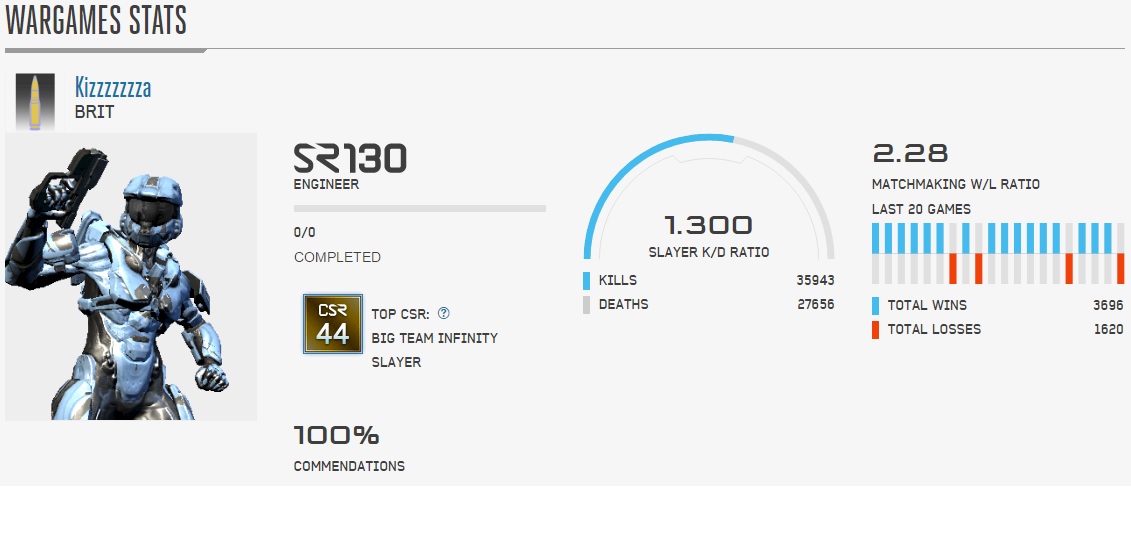 WARGAMES STATS
Kizzzzzzza
BRIT
SR130
ENGINEER
0/0
COMPLETED
CSR
44
TOP CSR: ?
BIG TEAM INFINITY
SLAYER
100%
COMMENDATIONS
1.300
SLAYER K/D RATIO
KILLS 35943
DEATHS 27656
2.28
MATCHMAKING W/L RATIO
LAST 20 GAMES
TOTAL WINS 3696
TOTAL LOSSES 1620